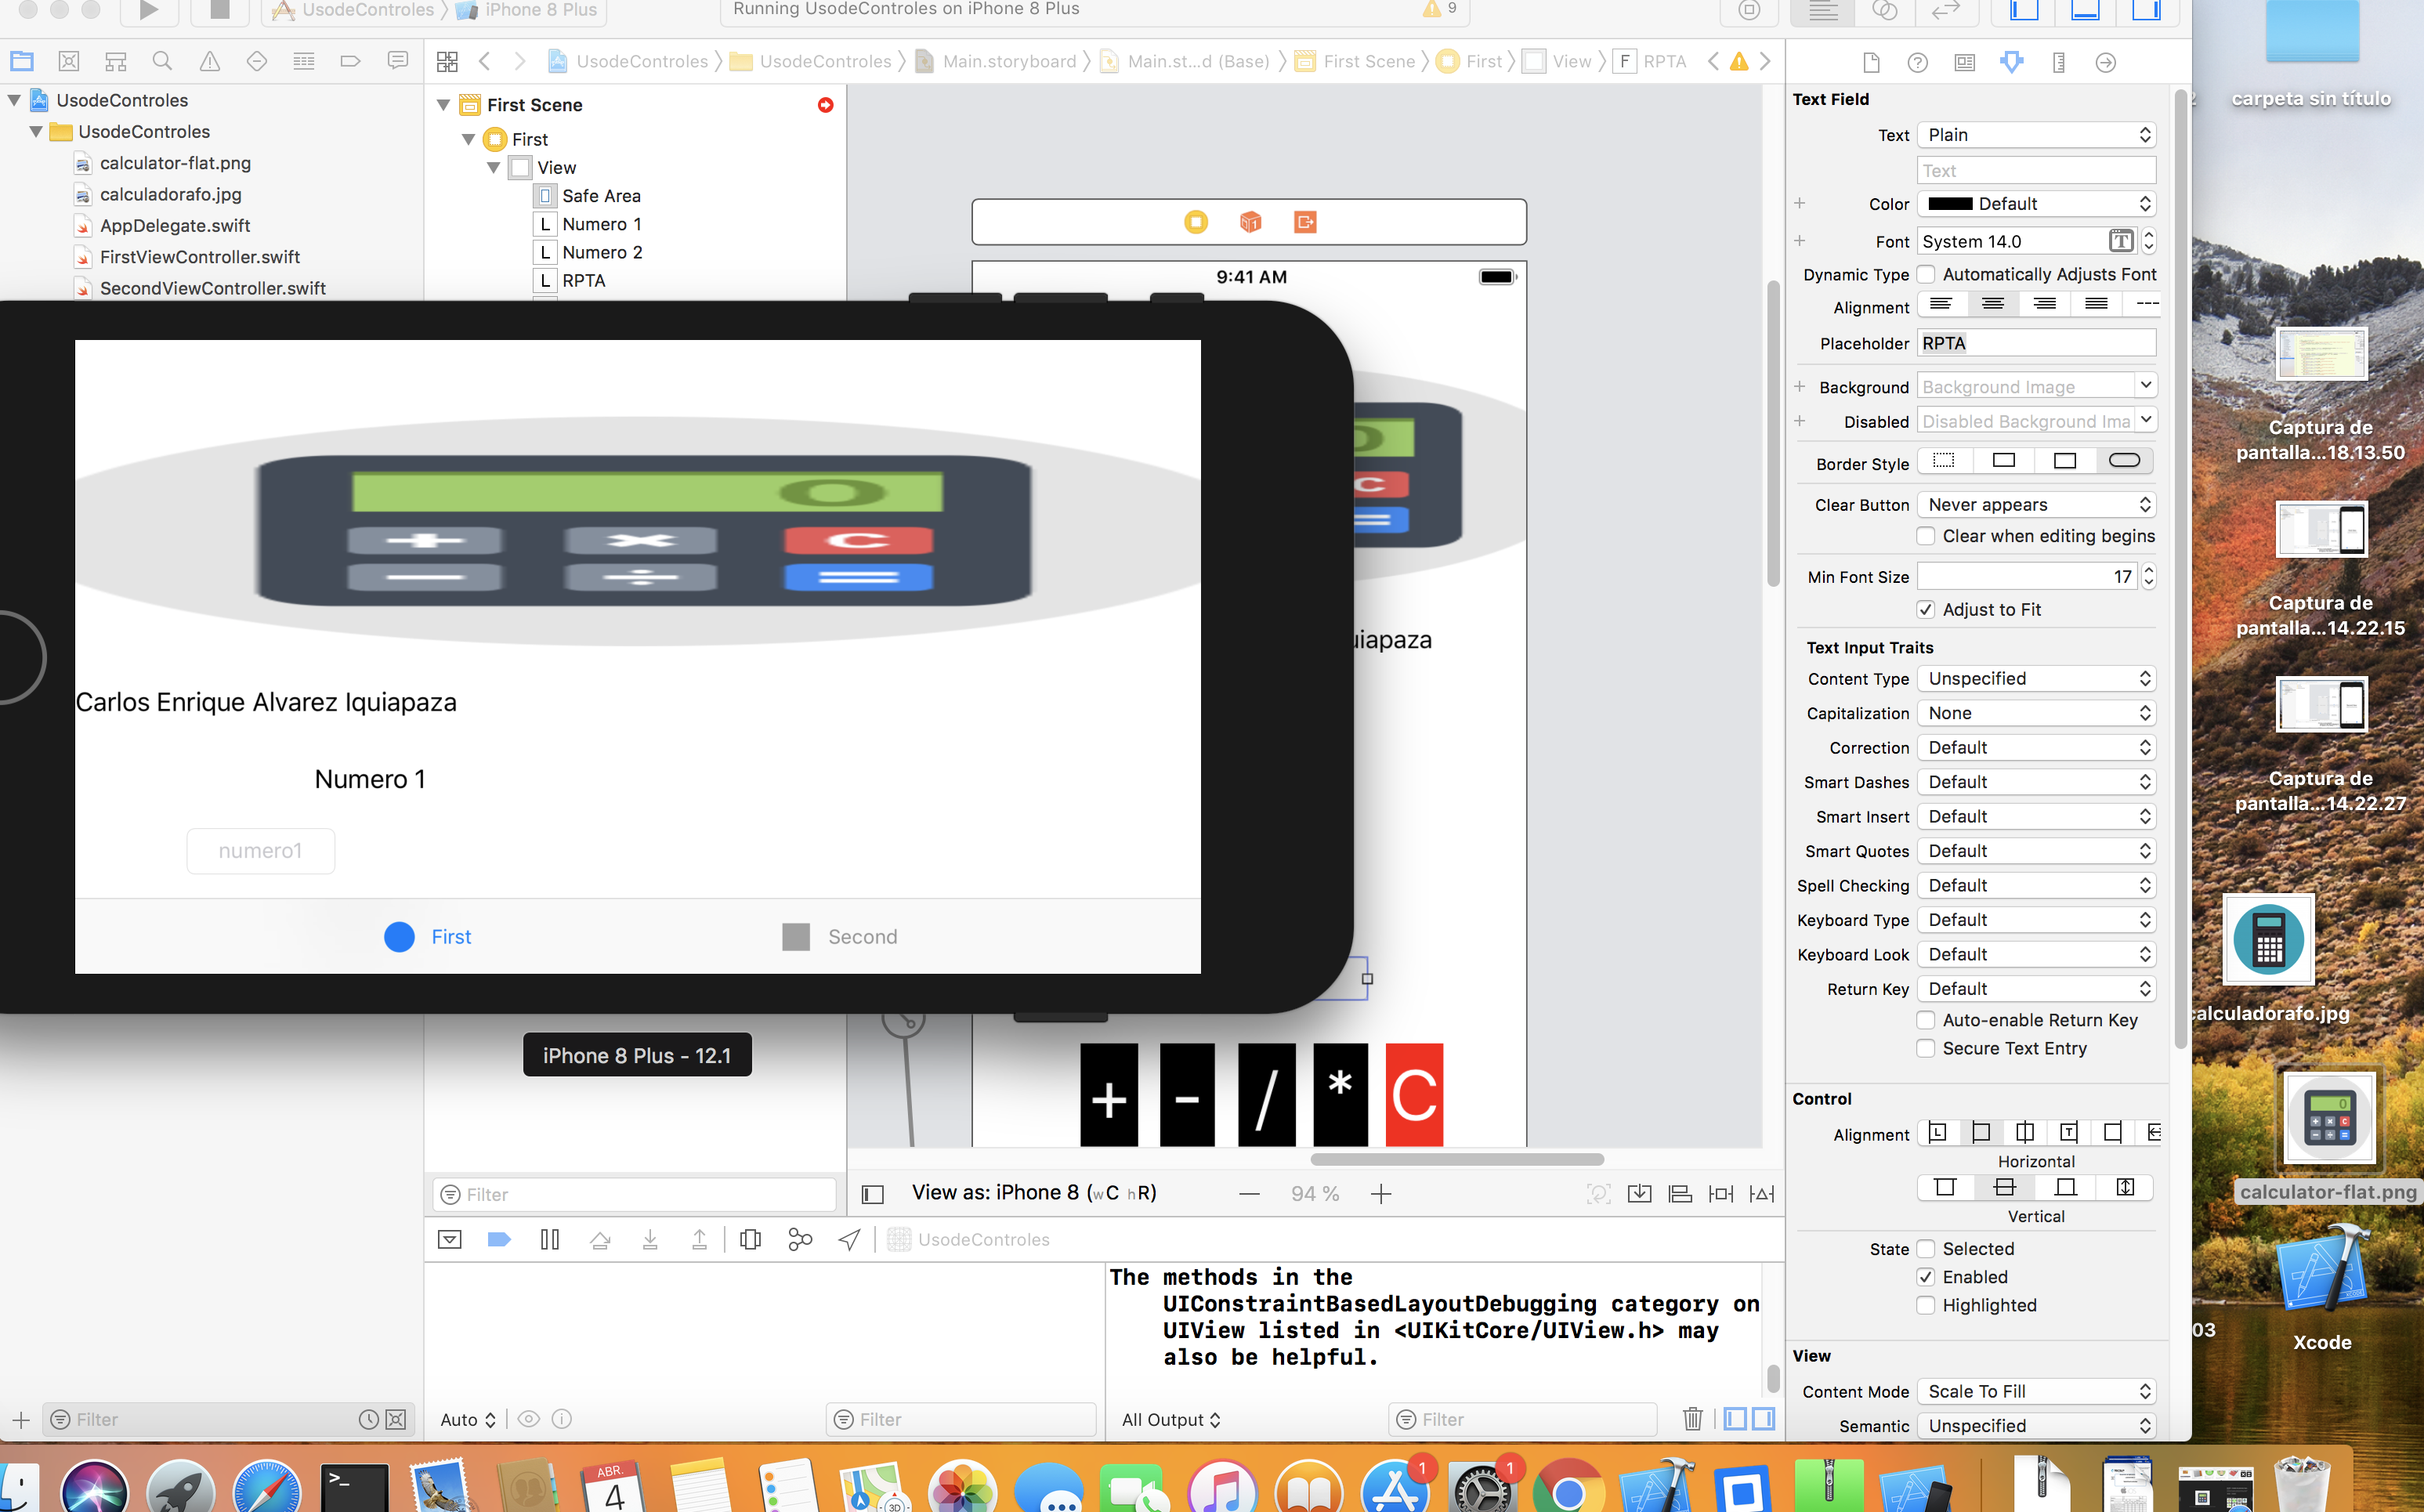 UsodeControles
iPhone 8 Plus
Running UsodeControles on iPhone 8 Plus
9
UsodeControles
UsodeControles
Main.storyboard
Main.st...d (Base)
First Scene
First
View
F
RPTA
UsodeControles
UsodeControles
calculator-flat.png
calculadorafo.jpg
AppDelegate.swift
FirstViewController.swift
SecondViewController.swift
First Scene
First
View
Safe Area
L Numero 1
L Numero 2
L RPTA
9:41 AM
0
C
Carlos Enrique Alvarez Iquiapaza
Numero 1
numero1
First
Second
iPhone 8 Plus - 12.1
C
uiapaza
+
-
/
*
C
Filter
View as: iPhone 8 (wC hR)
94 %
UsodeControles
The methods in the
UIConstraintBasedLayoutDebugging category on
UIView listed in <UIKitCore/UIView.h> may
also be helpful.
Filter
Auto
Filter
All Output
Filter
Text Field
Text Plain
Text
Color Default
Font System 14.0
Dynamic Type Automatically Adjusts Font
Alignment
Placeholder RPTA
Background Background Image
Disabled Disabled Background Ima
Border Style
Clear Button Never appears
Clear when editing begins
Min Font Size 17
Adjust to Fit
Text Input Traits
Content Type Unspecified
Capitalization None
Correction Default
Smart Dashes Default
Smart Insert Default
Smart Quotes Default
Spell Checking Default
Keyboard Type Default
Keyboard Look Default
Return Key Default
Auto-enable Return Key
Secure Text Entry
Control
Alignment
Horizontal
Vertical
State Selected
Enabled
Highlighted
View
Content Mode Scale To Fill
Semantic Unspecified
carpeta sin título
Captura de
pantalla...18.13.50
Captura de
pantalla...14.22.15
Captura de
pantalla...14.22.27
calculadorafo.jpg
calculator-flat.png
03
Xcode
ABR.
4
3D
1
1